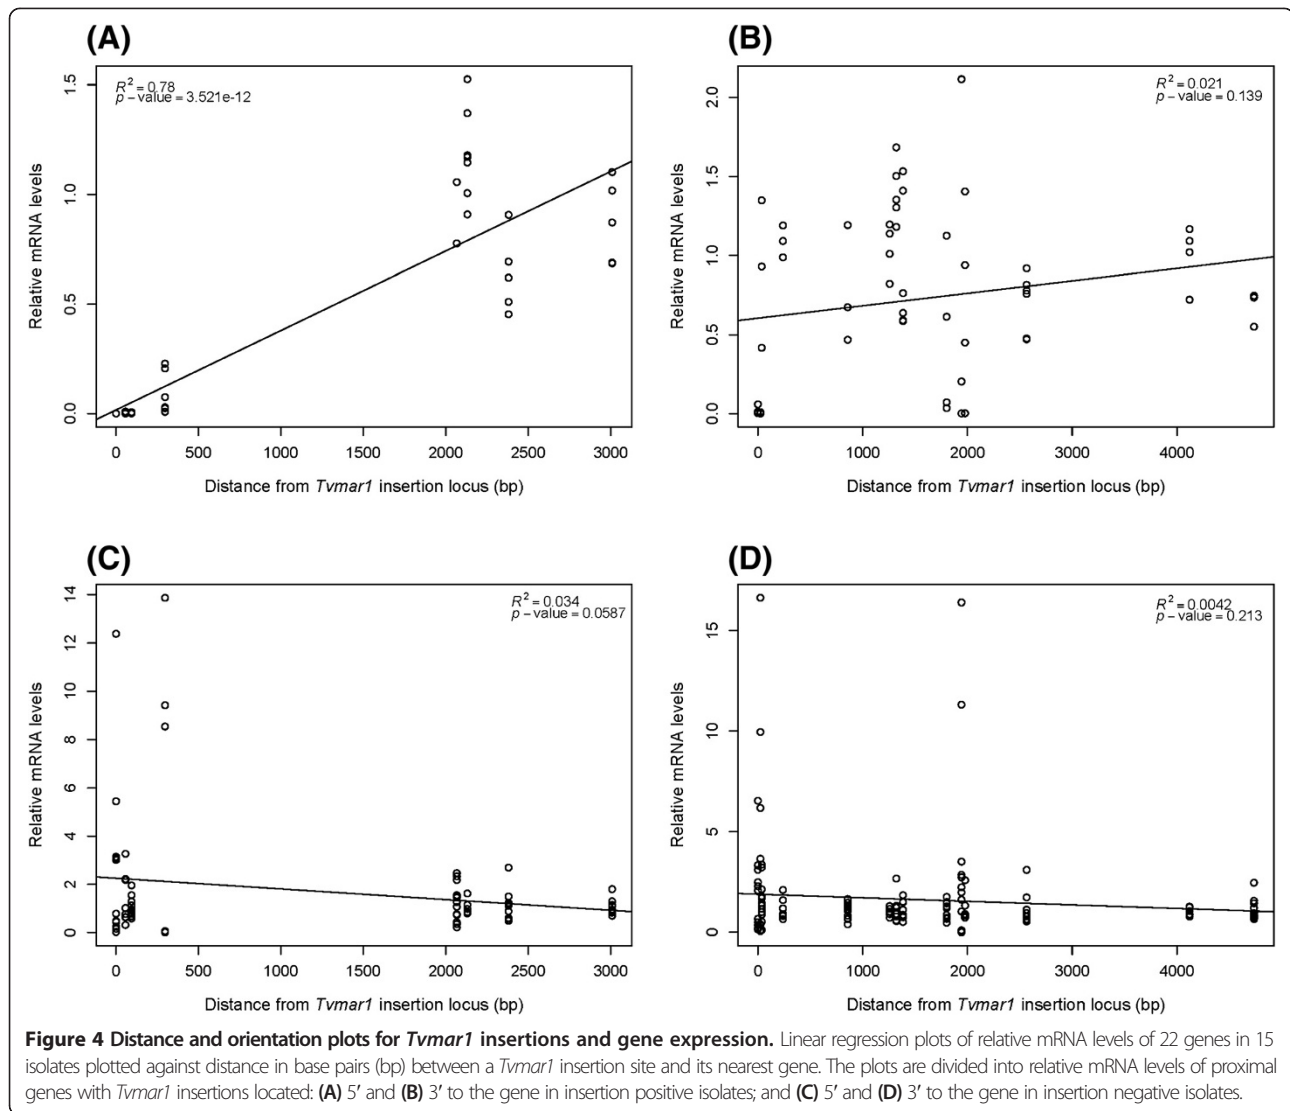 (A)
R² = 0.78
p − value = 3.521e-12
Relative mRNA levels
1.5
1.0
0.5
0.0
0 500 1000 1500 2000 2500 3000
Distance from Tvmar1 insertion locus (bp)
(B)
R² = 0.021
p − value = 0.139
Relative mRNA levels
2.0
1.5
1.0
0.5
0.0
0 1000 2000 3000 4000
Distance from Tvmar1 insertion locus (bp)
(C)
R² = 0.034
p − value = 0.0587
Relative mRNA levels
14
12
10
8
6
4
2
0
0 500 1000 1500 2000 2500 3000
Distance from Tvmar1 insertion locus (bp)
(D)
R² = 0.0042
p − value = 0.213
Relative mRNA levels
15
10
5
0
0 1000 2000 3000 4000
Distance from Tvmar1 insertion locus (bp)
Figure 4 Distance and orientation plots for Tvmar1 insertions and gene expression. Linear regression plots of relative mRNA levels of 22 genes in 15
isolates plotted against distance in base pairs (bp) between a Tvmar1 insertion site and its nearest gene. The plots are divided into relative mRNA levels of proximal
genes with Tvmar1 insertions located: (A) 5′ and (B) 3′ to the gene in insertion positive isolates; and (C) 5′ and (D) 3′ to the gene in insertion negative isolates.